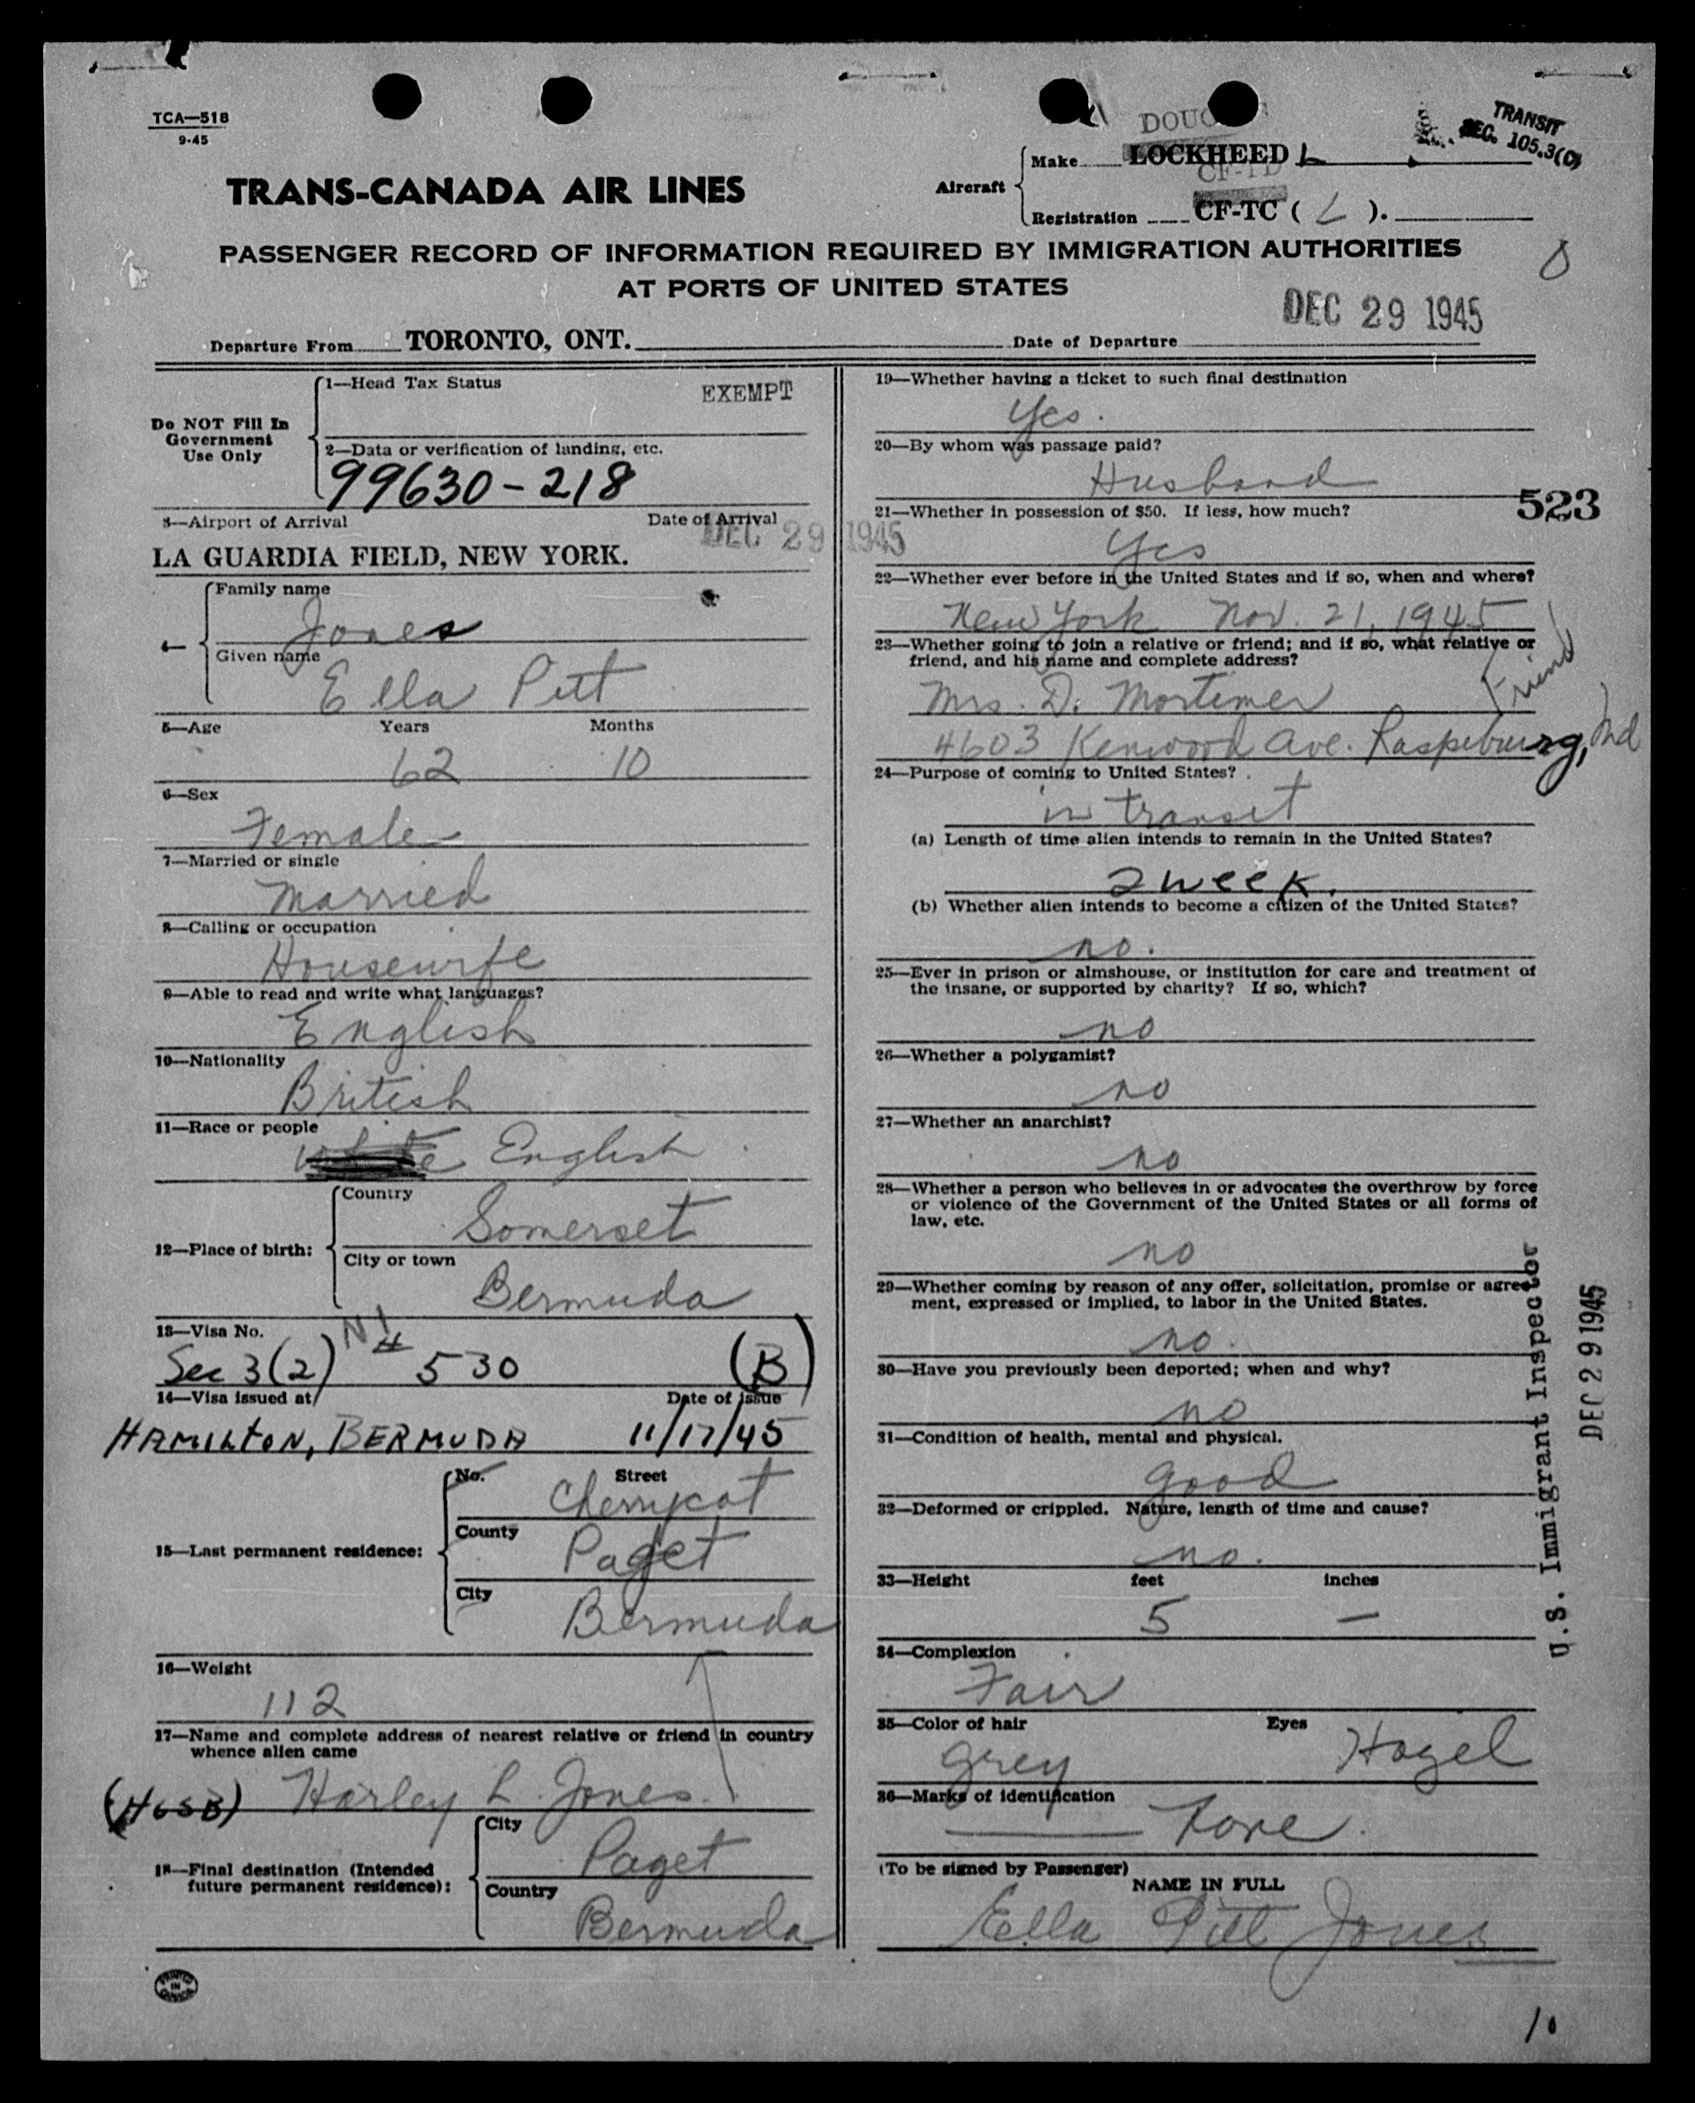 TCA—518
9-45
TRANS-CANADA AIR LINES
Aircraft
Make LOCKHEED L
Registration CF-TC ( L ).
TRANSIT
SEC. 105.3(C)
PASSENGER RECORD OF INFORMATION REQUIRED BY IMMIGRATION AUTHORITIES
AT PORTS OF UNITED STATES
DEC 29 1945
Departure From TORONTO, ONT. Date of Departure
Do NOT Fill In
Government
Use Only
1—Head Tax Status
EXEMPT
2—Data or verification of landing, etc.
99630-218
3—Airport of Arrival Date of Arrival
DEC 29 1945
LA GUARDIA FIELD, NEW YORK.
4—
Family name
Jones
Given name
Ella Pitt
5—Age Years Months
62 10
6—Sex
Female
7—Married or single
Married
8—Calling or occupation
Housewife
9—Able to read and write what languages?
English
10—Nationality
British
11—Race or people
white English
12—Place of birth:
Country
Somerset
City or town
Bermuda
13—Visa No.
Sec 3(2) NI # 530 (B)
14—Visa issued at Date of issue
HAMILTON, BERMUDA 11/17/45
15—Last permanent residence:
No. Street
County
Paget
City
Bermuda
16—Weight
112
17—Name and complete address of nearest relative or friend in country
whence alien came
(HUSB) Harley L. Jones.
18—Final destination (Intended
future permanent residence):
City
Paget
Country
Bermuda
PRINTED
IN
CANADA
19—Whether having a ticket to such final destination
Yes.
20—By whom was passage paid?
Husband
523
21—Whether in possession of $50. If less, how much?
Yes
22—Whether ever before in the United States and if so, when and where?
New York Nov. 21, 1945
23—Whether going to join a relative or friend; and if so, what relative or
friend, and his name and complete address?
Mrs. D. Mortimer Friend
4603 Kenwood Ave. Raspeburg, Md
24—Purpose of coming to United States?
in transit
(a) Length of time alien intends to remain in the United States?
2 week.
(b) Whether alien intends to become a citizen of the United States?
no.
25—Ever in prison or almshouse, or institution for care and treatment of
the insane, or supported by charity? If so, which?
no
26—Whether a polygamist?
no
27—Whether an anarchist?
no
28—Whether a person who believes in or advocates the overthrow by force
or violence of the Government of the United States or all forms of
law, etc.
no
29—Whether coming by reason of any offer, solicitation, promise or agree-
ment, expressed or implied, to labor in the United States.
no.
30—Have you previously been deported; when and why?
no
31—Condition of health, mental and physical.
good
32—Deformed or crippled. Nature, length of time and cause?
no.
33—Height feet inches
5 —
34—Complexion
Fair
35—Color of hair Eyes
Grey Hazel
36—Marks of identification
None.
(To be signed by Passenger)
NAME IN FULL
Ella Pitt Jones
U.S. Immigrant Inspector
DEC 29 1945